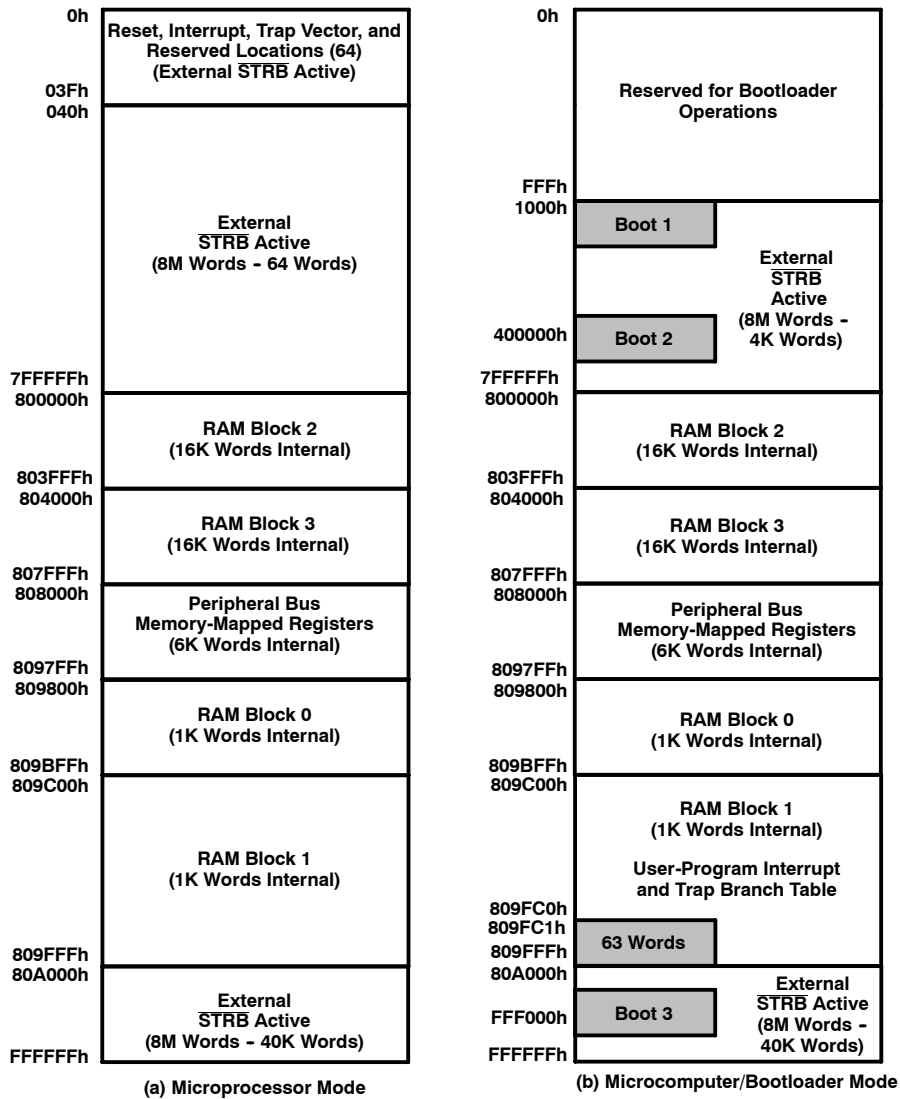 0h
Reset, Interrupt, Trap Vector, and
Reserved Locations (64)
(External STRB Active)
03Fh
040h
External
STRB Active
(8M Words - 64 Words)
7FFFFFh
800000h
RAM Block 2
(16K Words Internal)
803FFFh
804000h
RAM Block 3
(16K Words Internal)
807FFFh
808000h
Peripheral Bus
Memory-Mapped Registers
(6K Words Internal)
8097FFh
809800h
RAM Block 0
(1K Words Internal)
809BFFh
809C00h
RAM Block 1
(1K Words Internal)
809FFFh
80A000h
External
STRB Active
(8M Words - 40K Words)
FFFFFFh
(a) Microprocessor Mode
0h
Reserved for Bootloader
Operations
FFFh
1000h
Boot 1
External
STRB
Active
(8M Words -
4K Words)
400000h
Boot 2
7FFFFFh
800000h
RAM Block 2
(16K Words Internal)
803FFFh
804000h
RAM Block 3
(16K Words Internal)
807FFFh
808000h
Peripheral Bus
Memory-Mapped Registers
(6K Words Internal)
8097FFh
809800h
RAM Block 0
(1K Words Internal)
809BFFh
809C00h
RAM Block 1
(1K Words Internal)
User-Program Interrupt
and Trap Branch Table
809FC0h
809FC1h
63 Words
809FFFh
80A000h
External
STRB Active
(8M Words -
40K Words)
Boot 3
FFF000h
FFFFFFh
(b) Microcomputer/Bootloader Mode